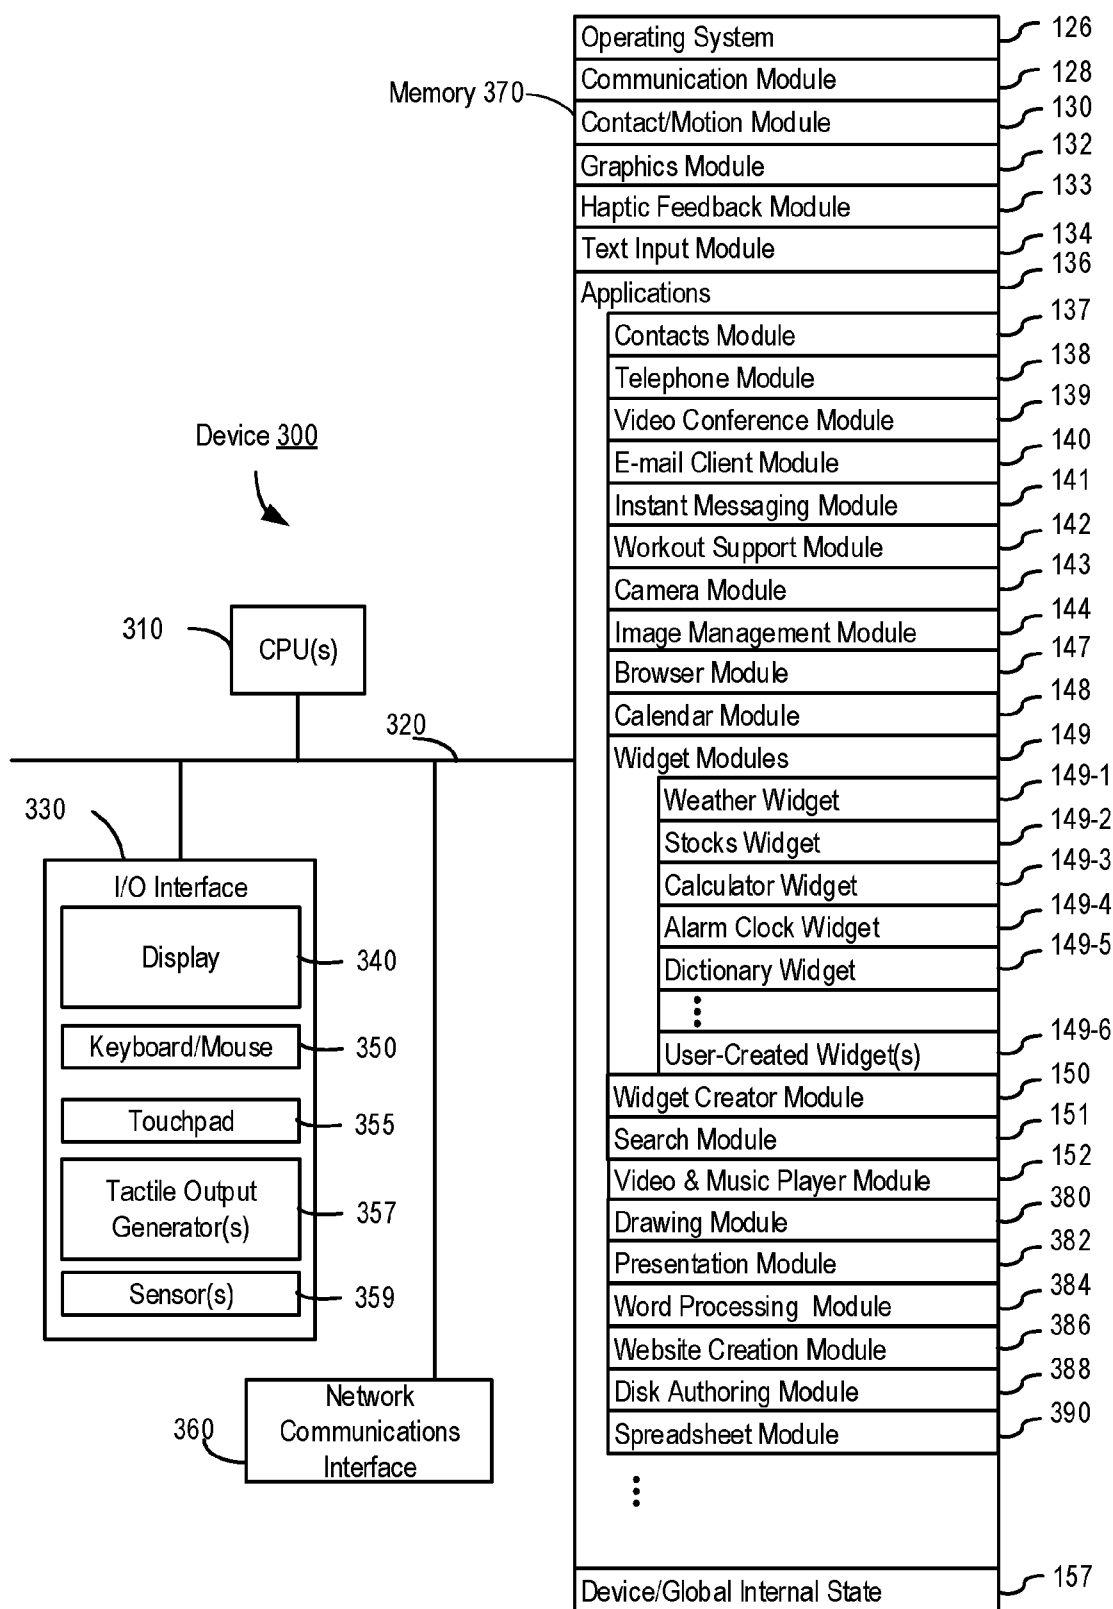 Operating System 126
Communication Module 128
Memory 370
Contact/Motion Module 130
Graphics Module 132
Haptic Feedback Module 133
Text Input Module 134
Applications 136
Contacts Module 137
Telephone Module 138
Video Conference Module 139
E-mail Client Module 140
Instant Messaging Module 141
Workout Support Module 142
Camera Module 143
Image Management Module 144
Browser Module 147
Calendar Module 148
Widget Modules 149
Weather Widget 149-1
Stocks Widget 149-2
Calculator Widget 149-3
Alarm Clock Widget 149-4
Dictionary Widget 149-5
User-Created Widget(s) 149-6
Widget Creator Module 150
Search Module 151
Video & Music Player Module 152
Drawing Module 380
Presentation Module 382
Word Processing Module 384
Website Creation Module 386
Disk Authoring Module 388
Spreadsheet Module 390
Device/Global Internal State 157
Device 300
310
CPU(s)
320
330
I/O Interface
Display 340
Keyboard/Mouse 350
Touchpad 355
Tactile Output
Generator(s) 357
Sensor(s) 359
360
Network
Communications
Interface